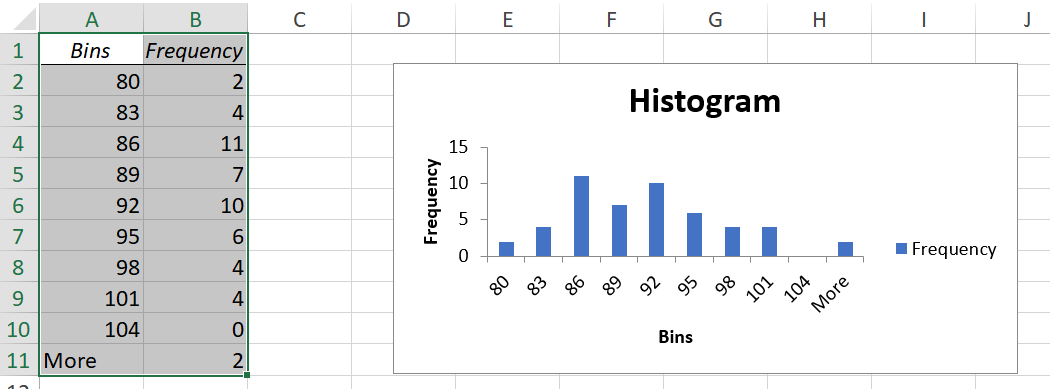 A B C D E F G H I J
1 Bins Frequency
2 80 2
3 83 4
4 86 11
5 89 7
6 92 10
7 95 6
8 98 4
9 101 4
10 104 0
11 More 2
Histogram
15
10
5
0
Frequency
80 83 86 89 92 95 98 101 104 More
Bins
Frequency